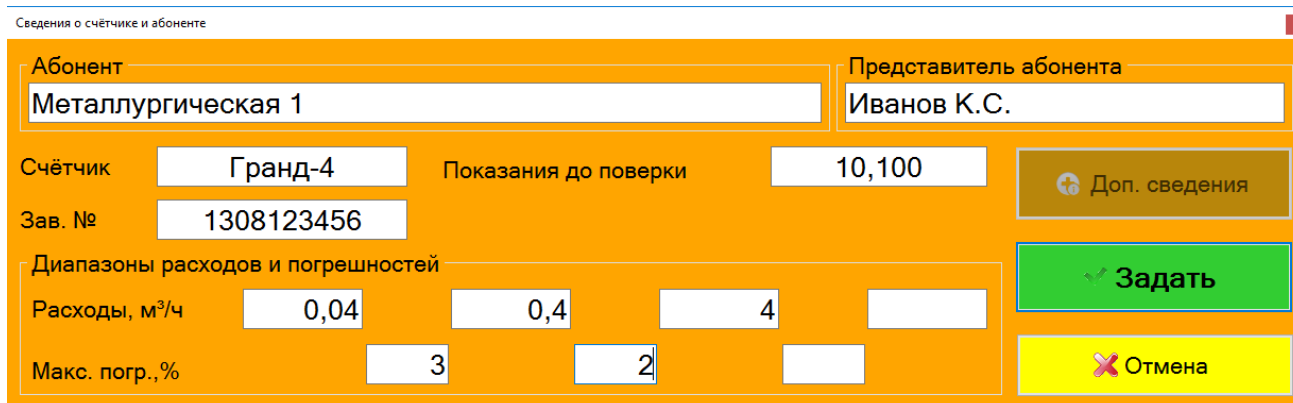 Сведения о счётчике и абоненте
Абонент
Представитель абонента
Металлургическая 1
Иванов К.С.
Счётчик
Гранд-4
Показания до поверки
10,100
Доп. сведения
Зав. №
1308123456
Диапазоны расходов и погрешностей
Задать
Расходы, м³/ч
0,04
0,4
4
Макс. погр.,%
3
2
Отмена